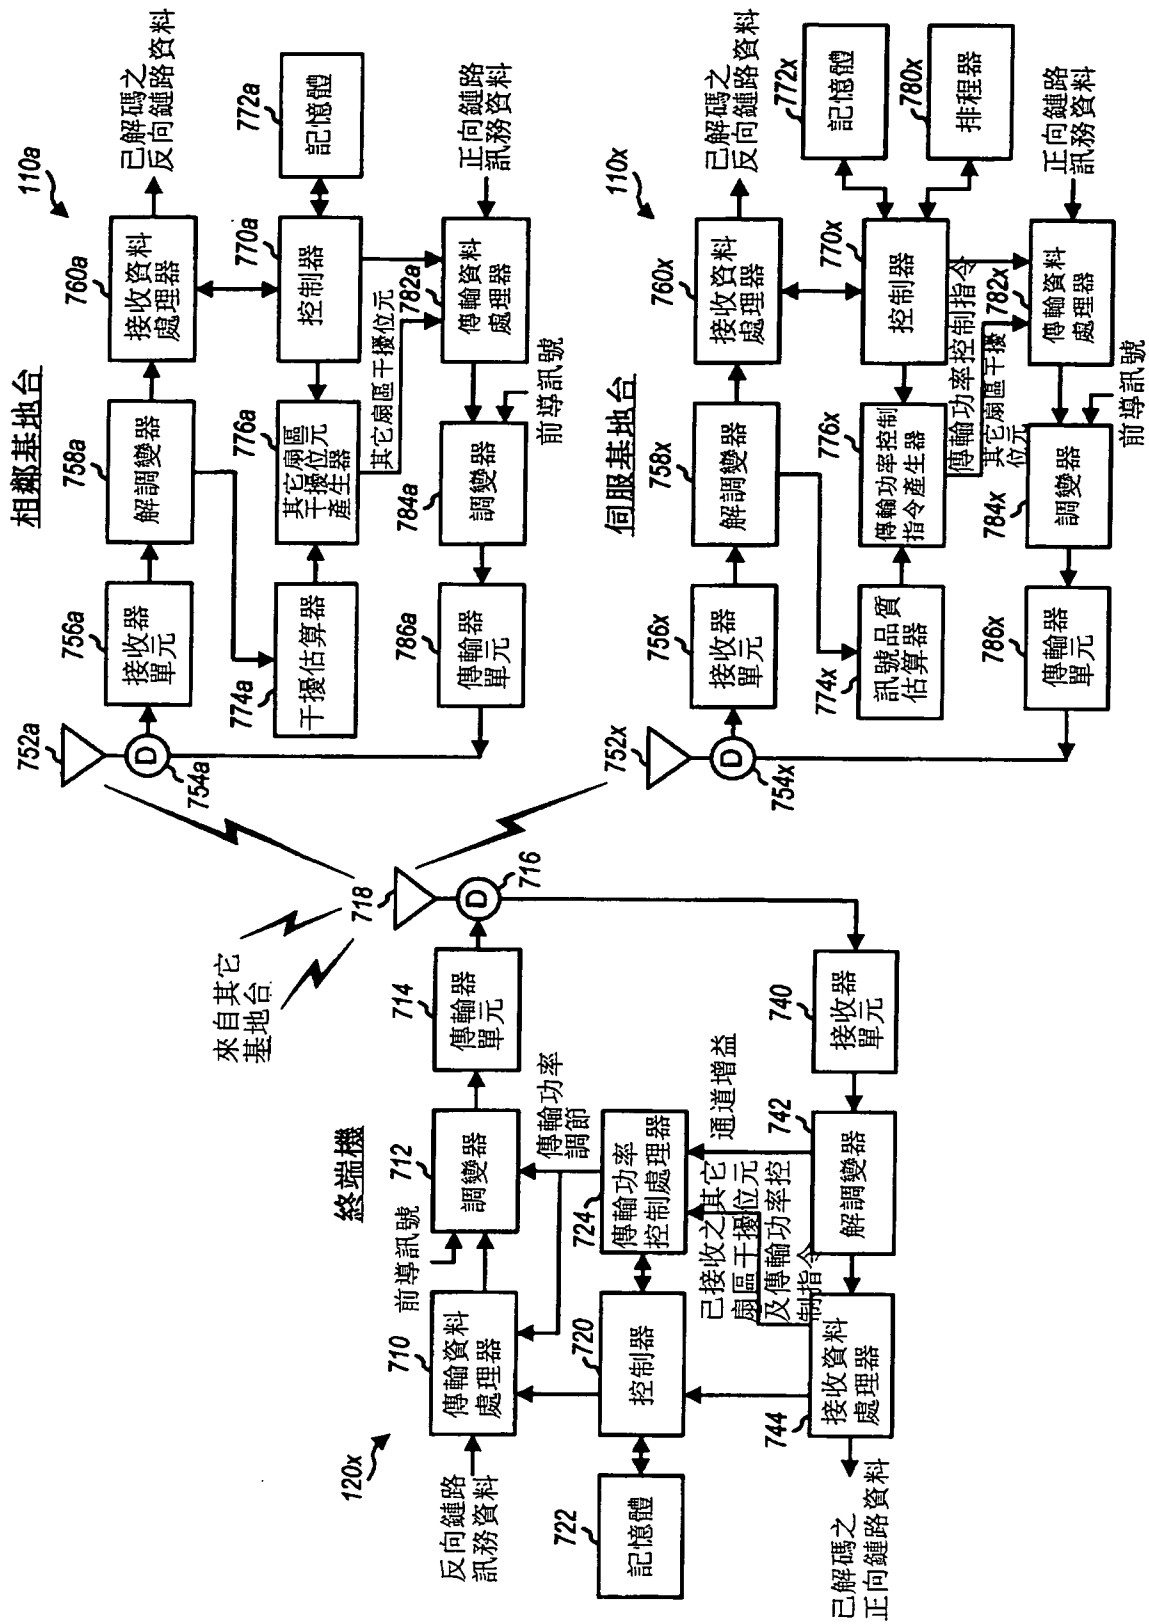 終端機
120x
反向鏈路
訊務資料
710
傳輸資料
處理器
前導訊號
712
調變器
傳輸功率
調節
714
傳輸器
單元
716
D
718
來自其它
基地台
722
記憶體
720
控制器
724
傳輸功率
控制處理器
已接收之其它
扇區干擾位元
及傳輸功率控
制指令
通道增益
已解碼之
正向鏈路資料
744
接收資料
處理器
742
解調變器
740
接收器
單元
相鄰基地台
110a
752a
D
754a
756a
接收器
單元
758a
解調變器
760a
接收資料
處理器
已解碼之
反向鏈路資料
774a
干擾估算器
776a
其它扇區
干擾位元
產生器
770a
控制器
772a
記憶體
其它扇區干擾位元
786a
傳輸器
單元
784a
調變器
前導訊號
782a
傳輸資料
處理器
正向鏈路
訊務資料
伺服基地台
110x
752x
D
754x
756x
接收器
單元
758x
解調變器
760x
接收資料
處理器
已解碼之
反向鏈路資料
774x
訊號品質
估算器
776x
傳輸功率控制
指令產生器
770x
控制器
772x
記憶體
780x
排程器
傳輸功率控制指令
其它扇區干擾
位元
786x
傳輸器
單元
784x
調變器
前導訊號
782x
傳輸資料
處理器
正向鏈路
訊務資料